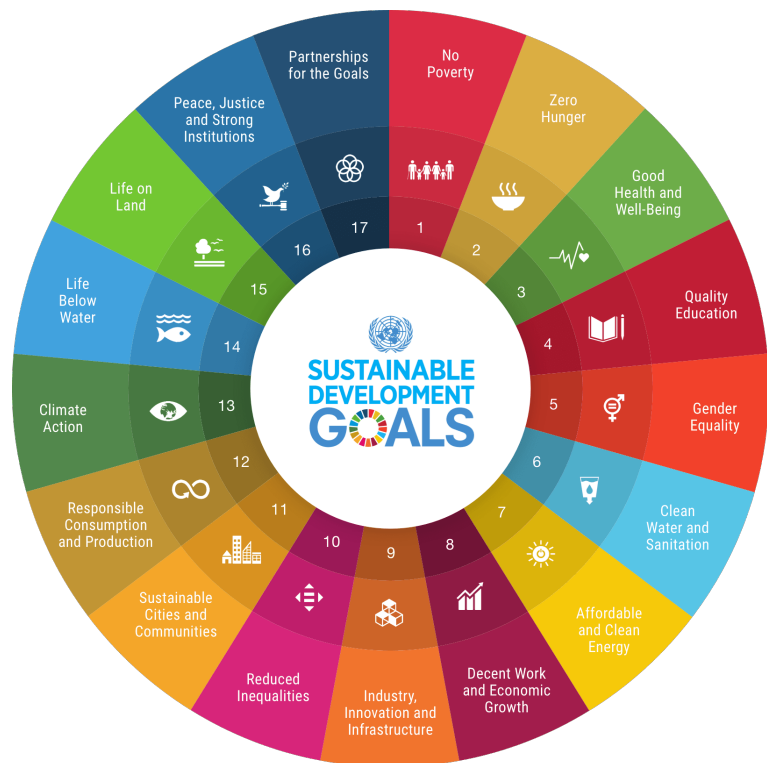 No
Poverty
1
Zero
Hunger
2
Good
Health and
Well-Being
3
Quality
Education
4
Gender
Equality
5
Clean
Water and
Sanitation
6
Affordable
and Clean
Energy
7
Decent Work
and Economic
Growth
8
Industry,
Innovation and
Infrastructure
9
Reduced
Inequalities
10
Sustainable
Cities and
Communities
11
Responsible
Consumption
and Production
12
Climate
Action
13
Life
Below
Water
14
Life on
Land
15
Peace, Justice
and Strong
Institutions
16
Partnerships
for the Goals
17
SUSTAINABLE
DEVELOPMENT
GOALS